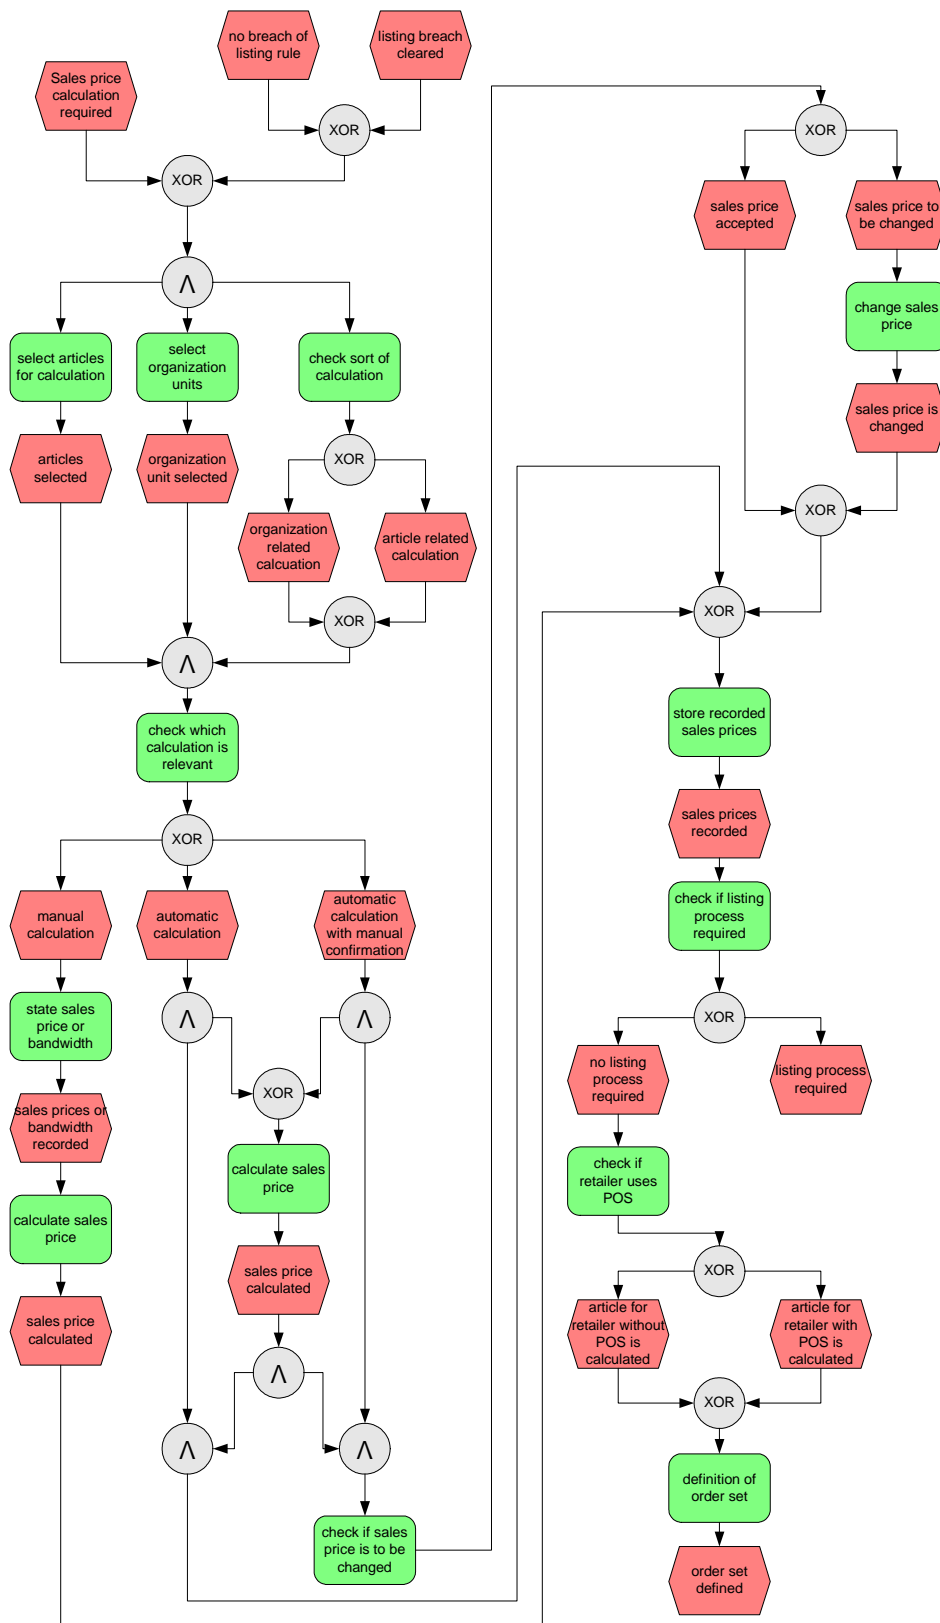 no breach of
listing rule
listing breach
cleared
Sales price
calculation
required
XOR
XOR
Λ
select articles
for calculation
select
organization
units
check sort of
calculation
articles
selected
organization
unit selected
XOR
organization
related
calcuation
article related
calculation
XOR
Λ
check which
calculation is
relevant
XOR
manual
calculation
automatic
calculation
automatic
calculation
with manual
confirmation
state sales
price or
bandwidth
Λ
Λ
sales prices or
bandwidth
recorded
XOR
calculate sales
price
calculate sales
price
sales price
calculated
sales price
calculated
Λ
Λ
Λ
check if sales
price is to be
changed
XOR
sales price
accepted
sales price to
be changed
change sales
price
sales price is
changed
XOR
XOR
store recorded
sales prices
sales prices
recorded
check if listing
process
required
XOR
no listing
process
required
listing process
required
check if
retailer uses
POS
XOR
article for
retailer without
POS is
calculated
article for
retailer with
POS is
calculated
XOR
definition of
order set
order set
defined